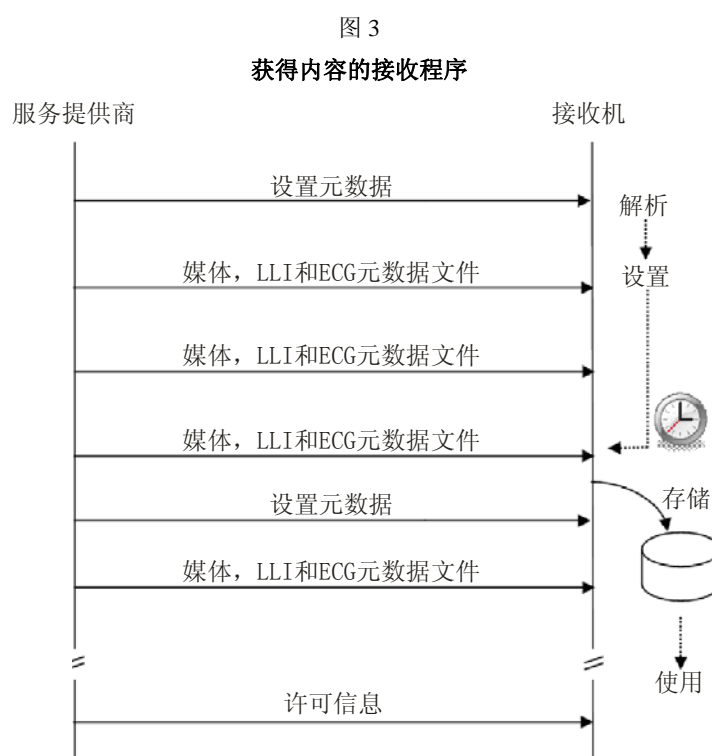 图 3
获得内容的接收程序
服务提供商
接收机
设置元数据
解析
媒体，LLI和ECG元数据文件
设置
媒体，LLI和ECG元数据文件
媒体，LLI和ECG元数据文件
设置元数据
存储
媒体，LLI和ECG元数据文件
使用
许可信息